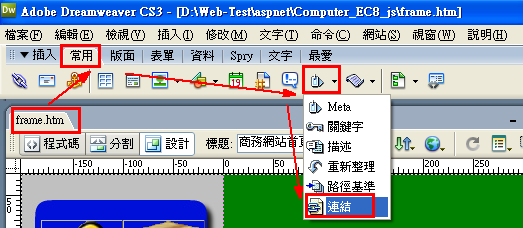 Adobe Dreamweaver CS3 - [D:\Web-Test\aspnet\Computer_EC8_js\frame.htm]
檔案(F) 編輯(E) 檢視(V) 插入(I) 修改(M) 文字(T) 命令(C) 網站(S) 視窗(W) 說明(H)
插入 常用 版面 表單 資料 Spry 文字 最愛
Meta
關鍵字
描述
重新整理
路徑基準
連結
frame.htm
程式碼 分割 設計 標題: 商務網站首頁
-150 -100 -50 0 50 200 250
50